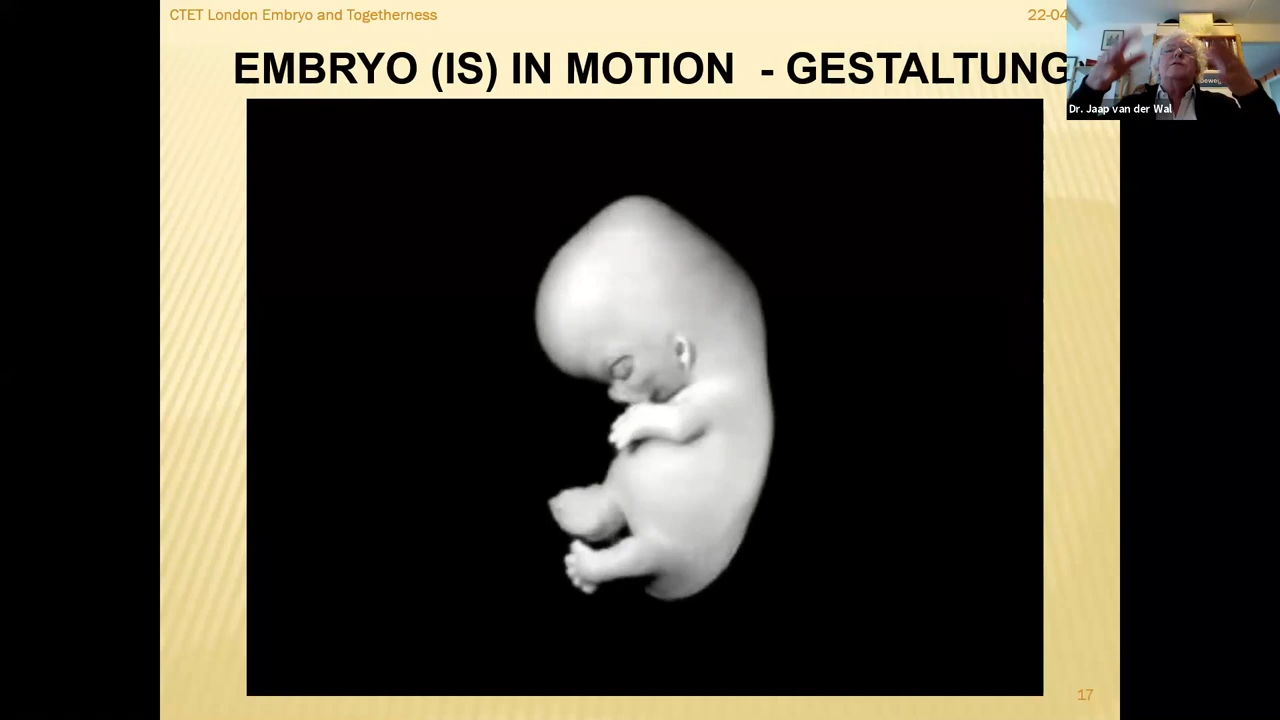 CTET London Embryo and Togetherness
22-04
EMBRYO (IS) IN MOTION - GESTALTUNG
Dr. Jaap van der Wal
17